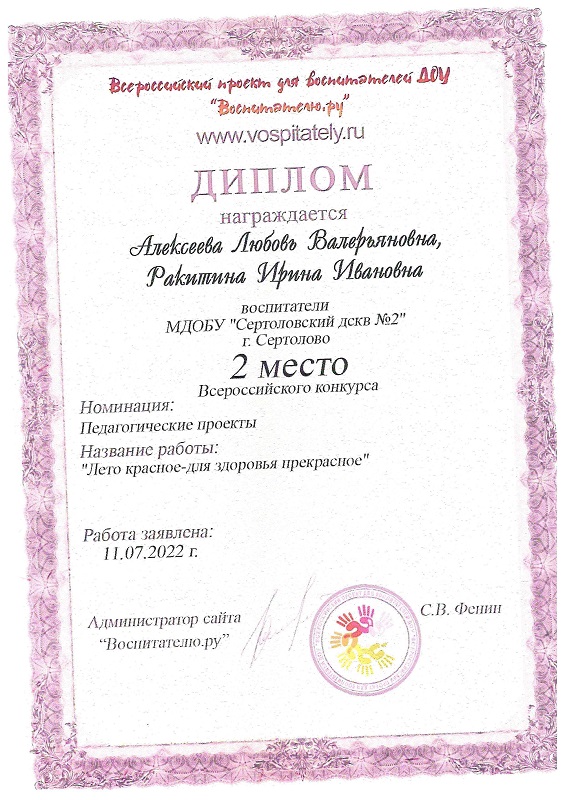 Всероссийский проект для воспитателей ДОУ
"Воспитателю.ру"
www.vospitately.ru
ДИПЛОМ
награждается
Алексеева Любовь Валерьяновна,
Ракитина Ирина Ивановна
воспитатели
МДОБУ "Сертоловский дскв №2"
г. Сертолово
2 место
Всероссийского конкурса
Номинация:
Педагогические проекты
Название работы:
"Лето красное-для здоровья прекрасное"
Работа заявлена:
11.07.2022 г.
Администратор сайта
“Воспитателю.ру”
С.В. Фенин